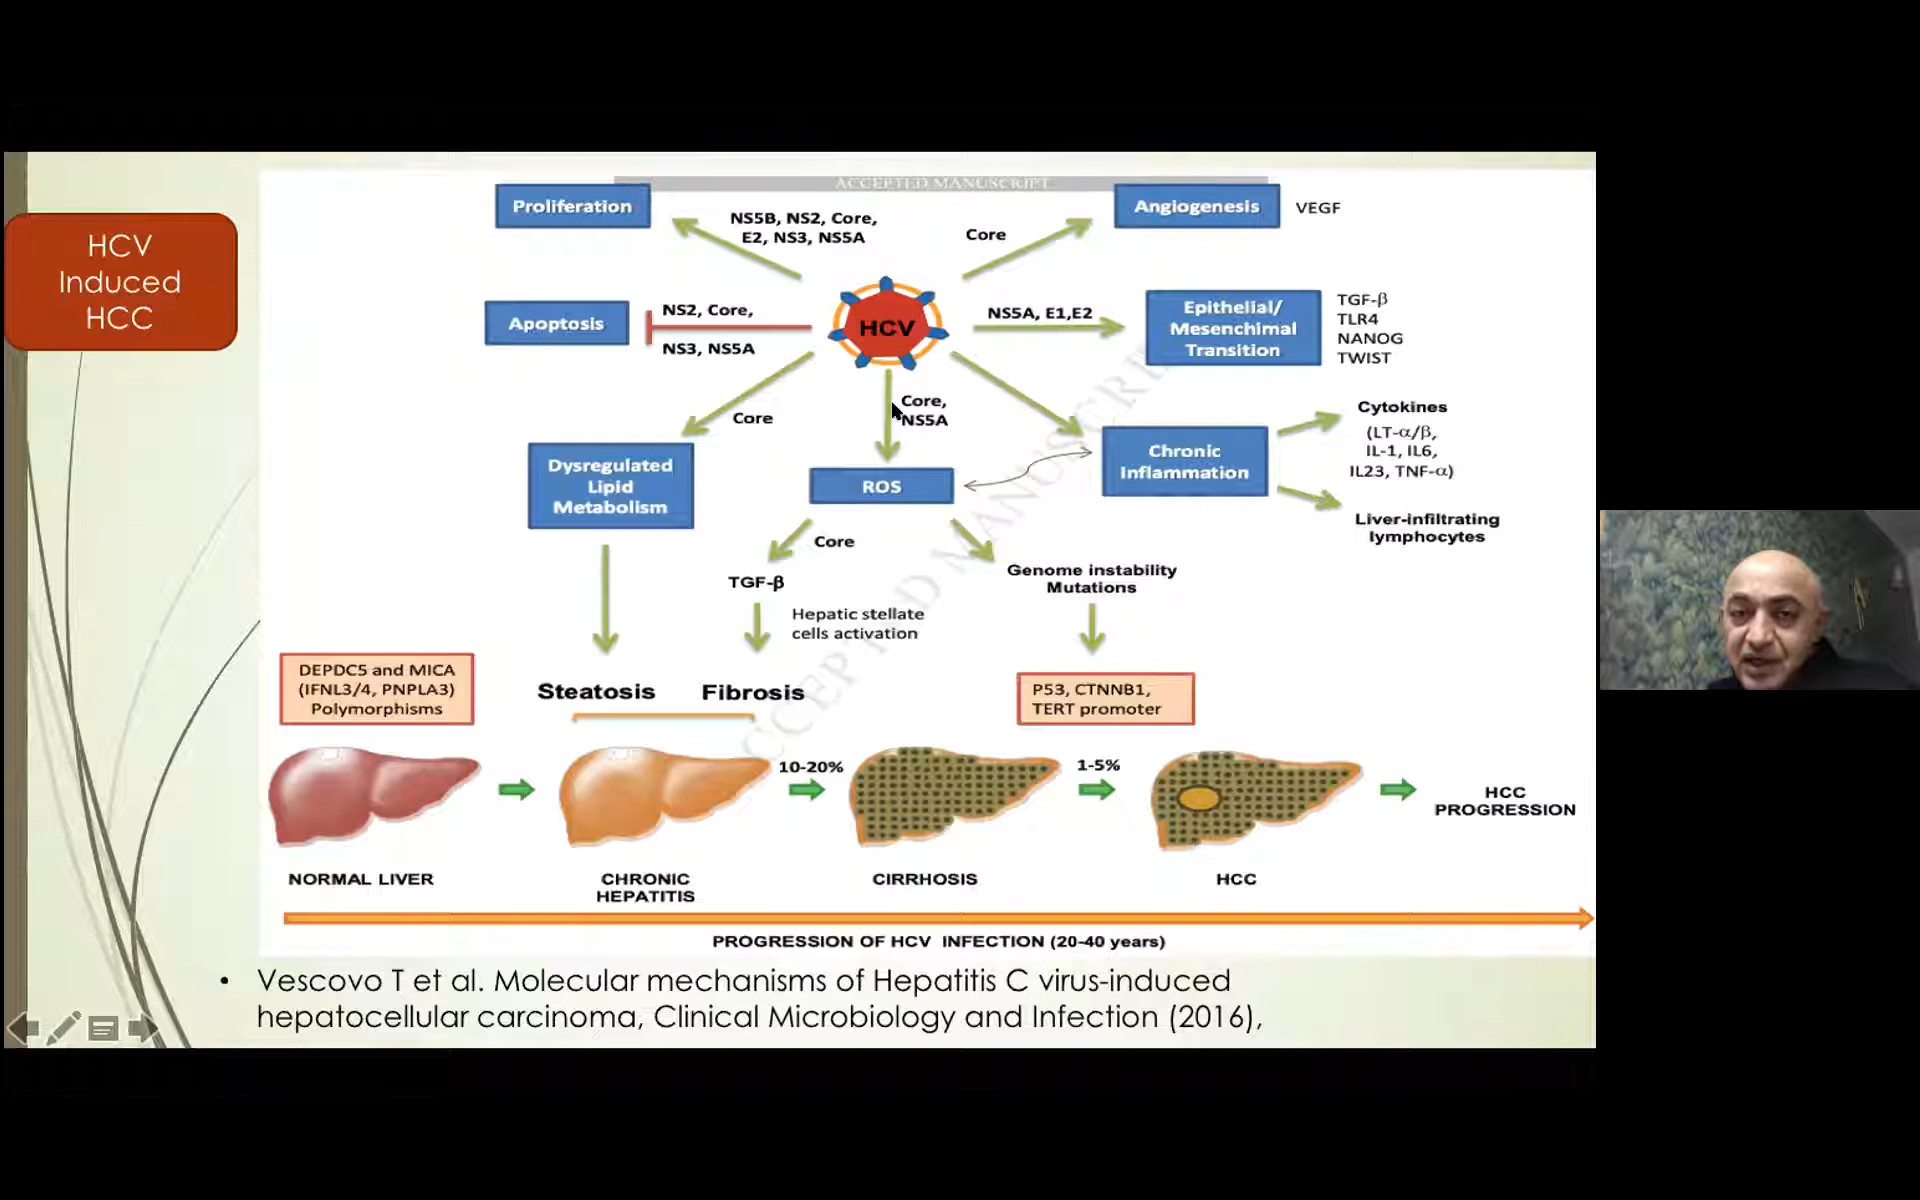 ACCEPTED MANUSCRIPT
HCV
Induced
HCC
Proliferation
NS5B, NS2, Core,
E2, NS3, NS5A
Core
Angiogenesis
VEGF
Apoptosis
NS2, Core,
NS3, NS5A
HCV
NS5A, E1,E2
Epithelial/
Mesenchimal
Transition
TGF-β
TLR4
NANOG
TWIST
Core
Core,
NS5A
Dysregulated
Lipid
Metabolism
ROS
Chronic
Inflammation
Cytokines
(LT-α/β,
IL-1, IL6,
IL23, TNF-α)
Liver-infiltrating
lymphocytes
Core
TGF-β
Hepatic stellate
cells activation
Genome instability
Mutations
DEPDC5 and MICA
(IFNL3/4, PNPLA3)
Polymorphisms
Steatosis
Fibrosis
P53, CTNNB1,
TERT promoter
10-20%
1-5%
HCC
PROGRESSION
NORMAL LIVER
CHRONIC
HEPATITIS
CIRRHOSIS
HCC
PROGRESSION OF HCV INFECTION (20-40 years)
• Vescovo T et al. Molecular mechanisms of Hepatitis C virus-induced
hepatocellular carcinoma, Clinical Microbiology and Infection (2016),